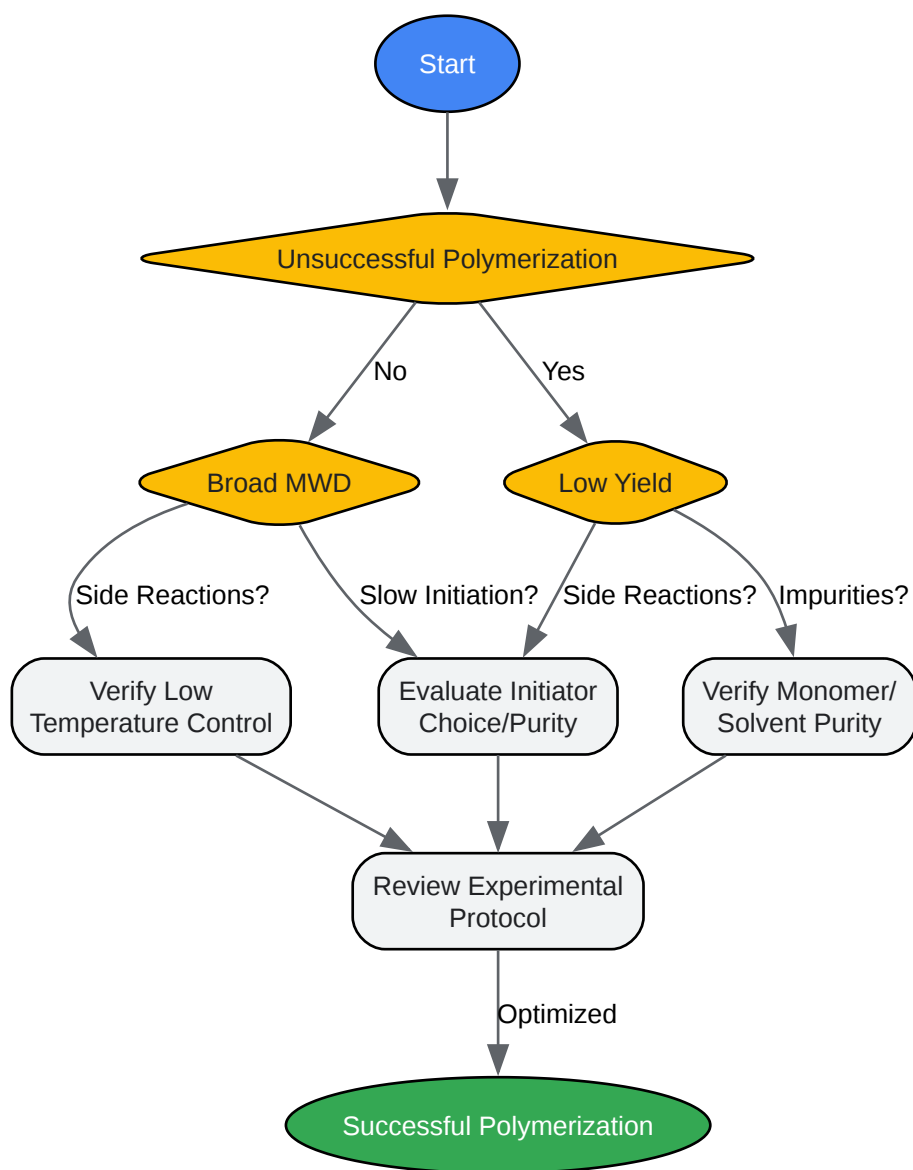 Start
Unsuccessful Polymerization
No
Yes
Broad MWD
Low Yield
Side Reactions?
Slow Initiation?
Side Reactions?
Impurities?
Verify Low
Temperature Control
Evaluate Initiator
Choice/Purity
Verify Monomer/
Solvent Purity
Review Experimental
Protocol
Optimized
Successful Polymerization